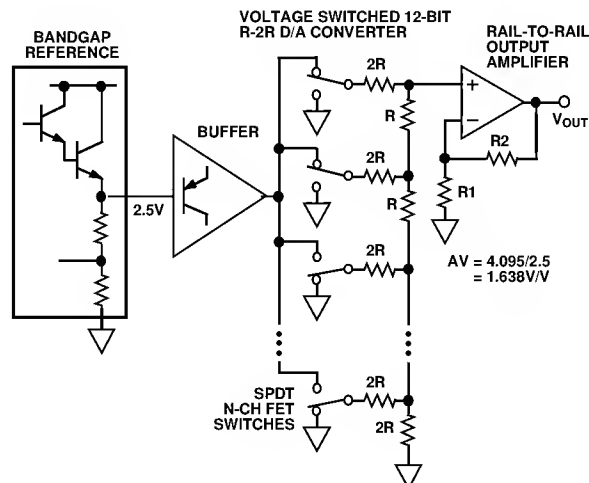 BANDGAP
REFERENCE
VOLTAGE SWITCHED 12-BIT
R-2R D/A CONVERTER
RAIL-TO-RAIL
OUTPUT
AMPLIFIER
BUFFER
2.5V
2R
R
2R
R
2R
2R
2R
SPDT
N-CH FET
SWITCHES
+
−
R2
R1
VOUT
AV = 4.095/2.5
= 1.638V/V